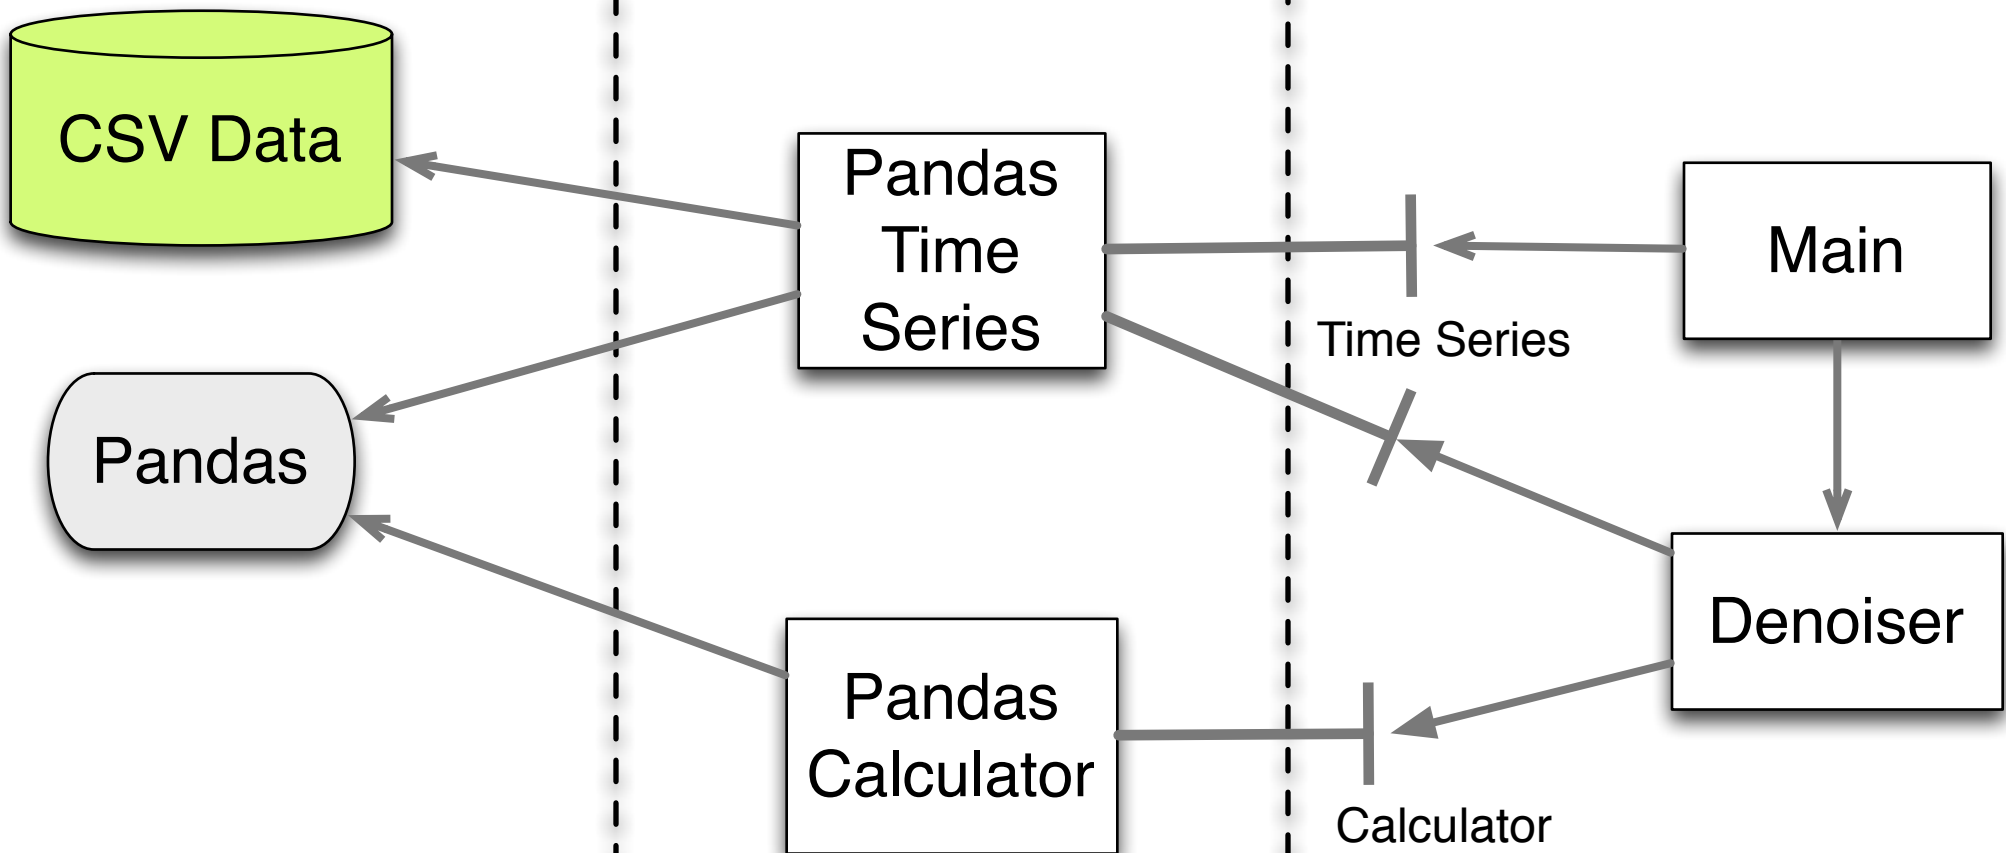 CSV Data
Pandas
Time
Series
Main
Time Series
Pandas
Denoiser
Pandas
Calculator
Calculator